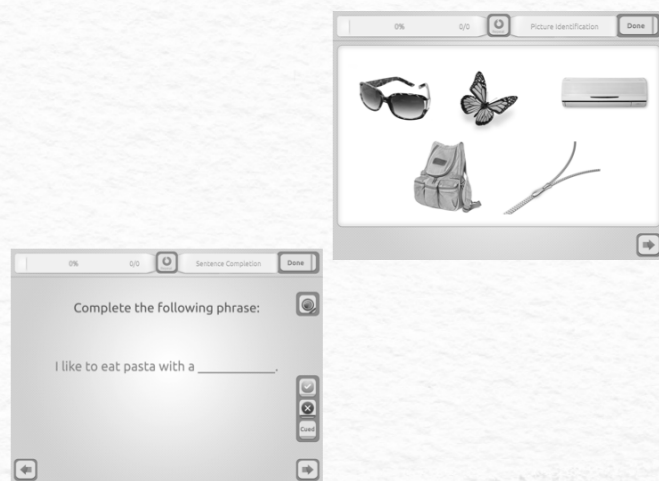 0% 0/0 Picture Identification Done
0% 0/0 Sentence Completion Done
Complete the following phrase:
I like to eat pasta with a ___________.
Cued